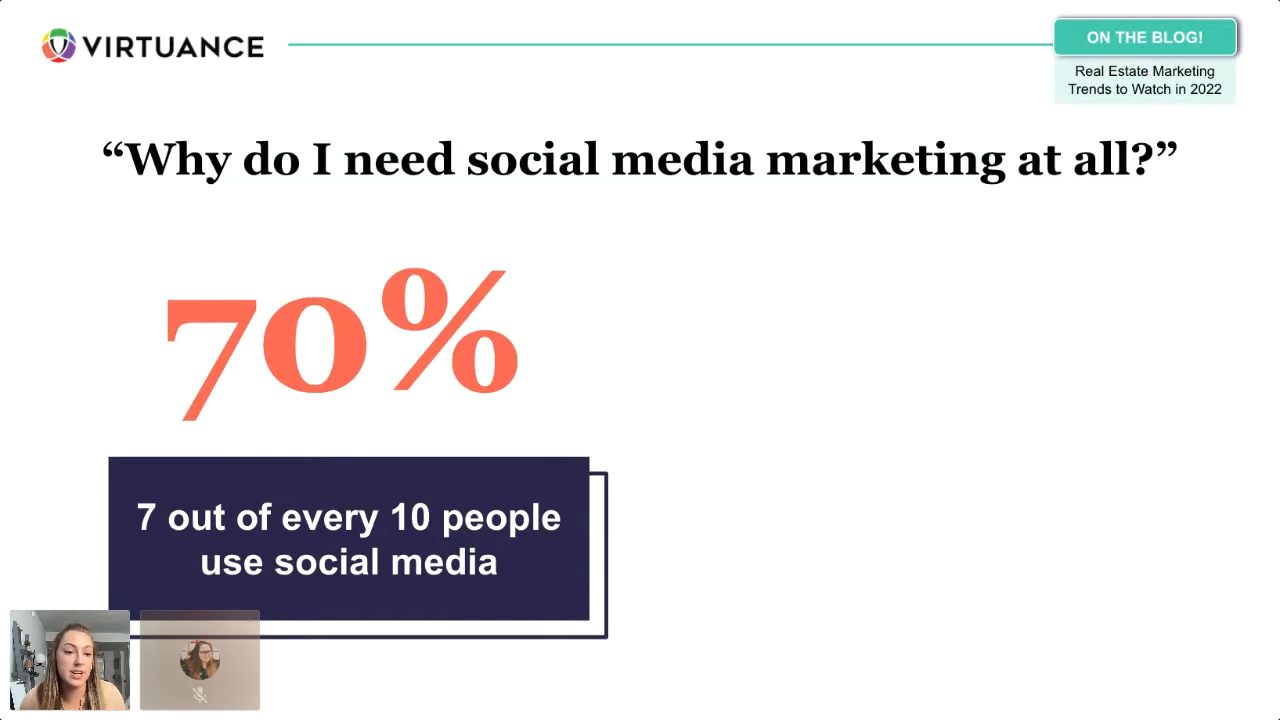 VIRTUANCE
ON THE BLOG!
Real Estate Marketing
Trends to Watch in 2022
“Why do I need social media marketing at all?”
70%
7 out of every 10 people
use social media